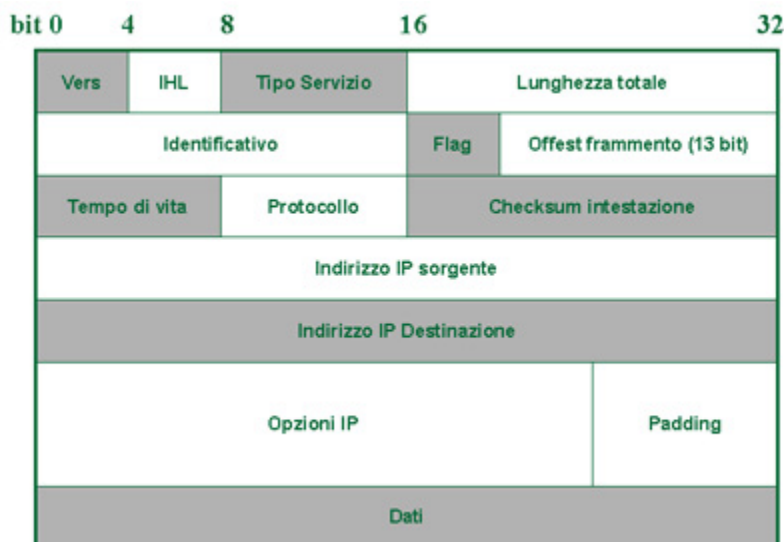 bit 0 4 8 16 32
Vers IHL Tipo Servizio Lunghezza totale
Identificativo Flag Offest frammento (13 bit)
Tempo di vita Protocollo Checksum intestazione
Indirizzo IP sorgente
Indirizzo IP Destinazione
Opzioni IP Padding
Dati